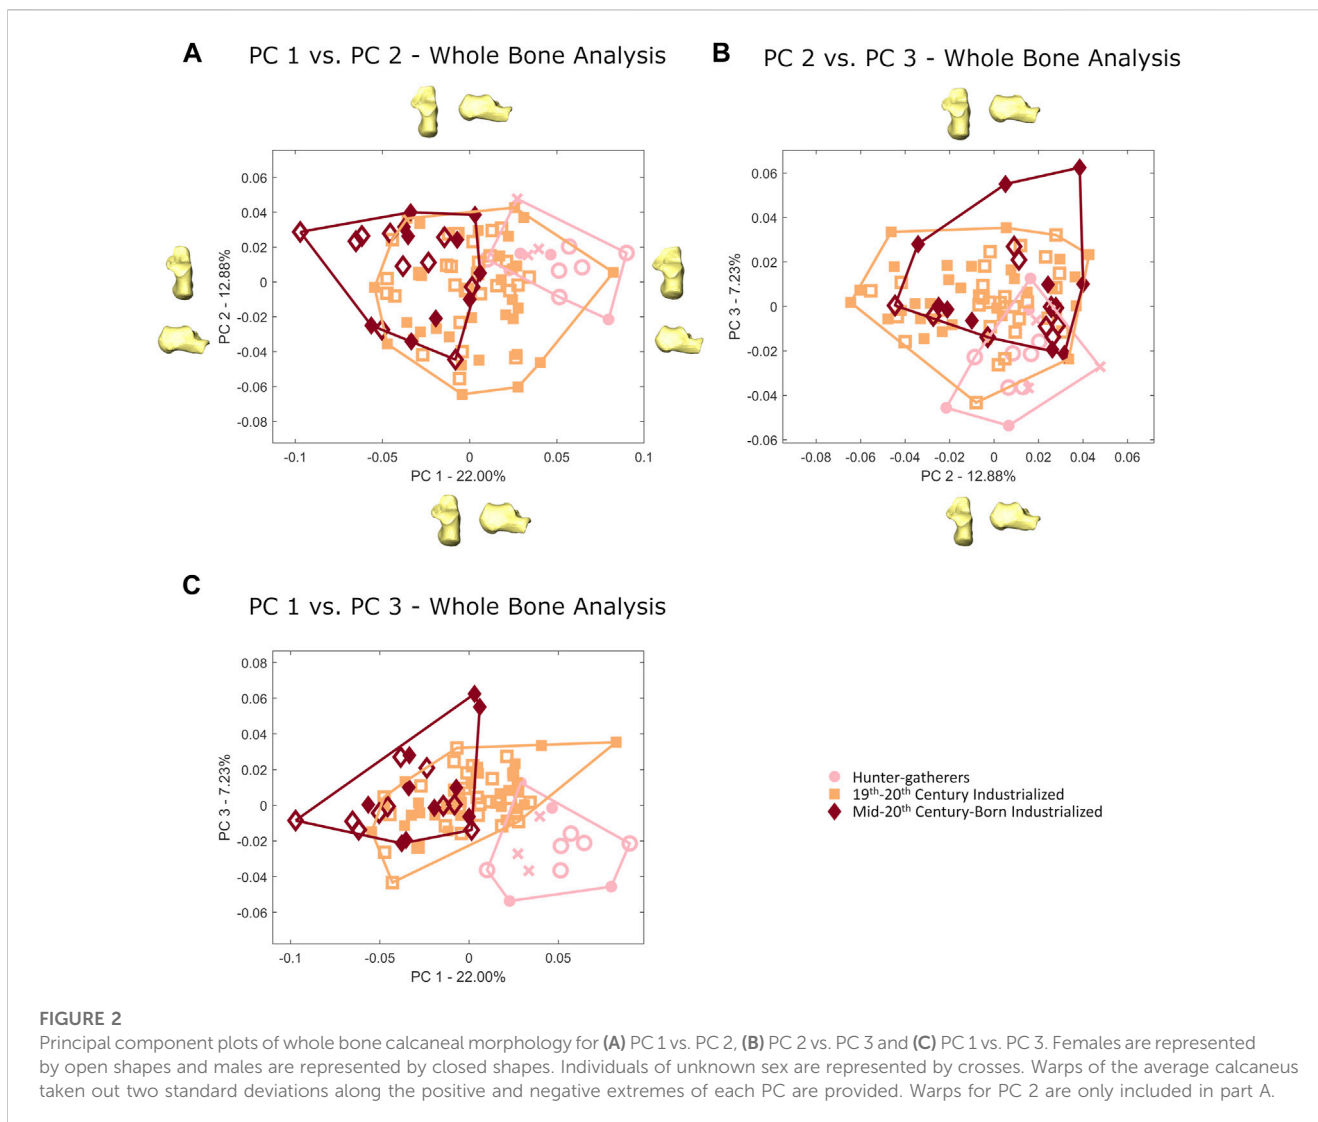 A
PC 1 vs. PC 2 - Whole Bone Analysis
0.06
0.04
0.02
0
-0.02
-0.04
-0.06
-0.08
PC 2 - 12.88%
-0.1
-0.05
0
0.05
0.1
PC 1 - 22.00%
B
PC 2 vs. PC 3 - Whole Bone Analysis
0.06
0.04
0.02
0
-0.02
-0.04
-0.06
PC 3 - 7.23%
-0.08
-0.06
-0.04
-0.02
0
0.02
0.04
0.06
PC 2 - 12.88%
C
PC 1 vs. PC 3 - Whole Bone Analysis
0.08
0.06
0.04
0.02
0
-0.02
-0.04
-0.06
PC 3 - 7.23%
-0.1
-0.05
0
0.05
PC 1 - 22.00%
Hunter-gatherers
19th-20th Century Industrialized
Mid-20th Century-Born Industrialized
FIGURE 2
Principal component plots of whole bone calcaneal morphology for (A) PC 1 vs. PC 2, (B) PC 2 vs. PC 3 and (C) PC 1 vs. PC 3. Females are represented
by open shapes and males are represented by closed shapes. Individuals of unknown sex are represented by crosses. Warps of the average calcaneus
taken out two standard deviations along the positive and negative extremes of each PC are provided. Warps for PC 2 are only included in part A.